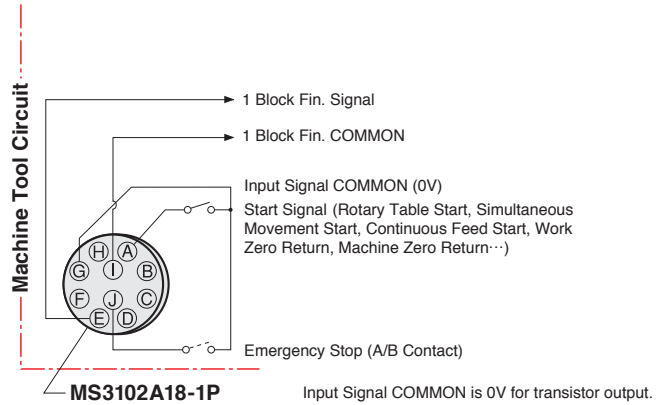 Machine Tool Circuit
1 Block Fin. Signal
1 Block Fin. COMMON
Input Signal COMMON (0V)
Start Signal (Rotary Table Start, Simultaneous
Movement Start, Continuous Feed Start, Work
Zero Return, Machine Zero Return···)
H A
G I B
F J C
E D
Emergency Stop (A/B Contact)
MS3102A18-1P
Input Signal COMMON is 0V for transistor output.